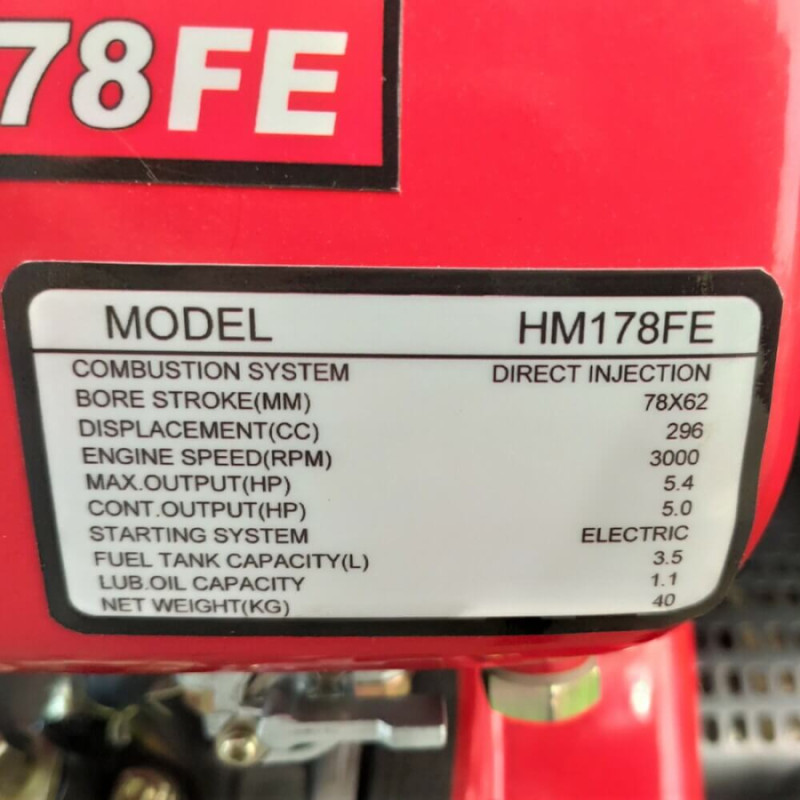 78FE
MODEL HM178FE
COMBUSTION SYSTEM DIRECT INJECTION
BORE STROKE(MM) 78X62
DISPLACEMENT(CC) 296
ENGINE SPEED(RPM) 3000
MAX.OUTPUT(HP) 5.4
CONT.OUTPUT(HP) 5.0
STARTING SYSTEM ELECTRIC
FUEL TANK CAPACITY(L) 3.5
LUB.OIL CAPACITY 1.1
NET WEIGHT(KG) 40